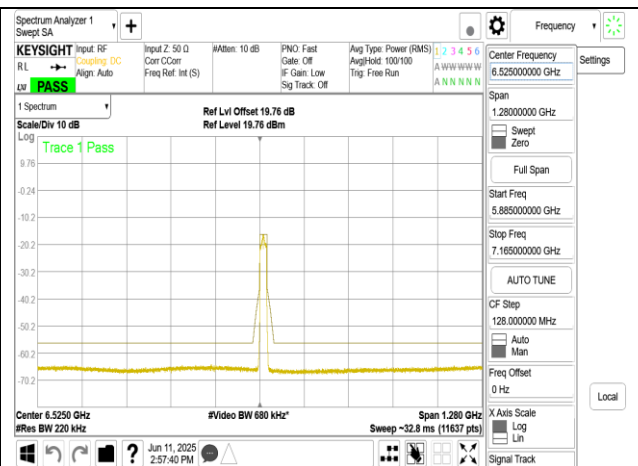 Spectrum Analyzer 1
Swept SA
+
Frequency
KEYSIGHT
RL
Align: Auto
LXI PASS
Input: RF
Coupling: DC
Input Z: 50 Ω
Corr CCorr
Freq Ref: Int (S)
#Atten: 10 dB
PNO: Fast
Gate: Off
IF Gain: Low
Sig Track: Off
Avg Type: Power (RMS)
Avg|Hold: 100/100
Trig: Free Run
1 2 3 4 5 6
A W W W W W
A N N N N N
Center Frequency
6.525000000 GHz
Settings
Span
1.28000000 GHz
Swept
Zero
Full Span
Start Freq
5.885000000 GHz
Stop Freq
7.165000000 GHz
AUTO TUNE
CF Step
128.000000 MHz
Auto
Man
Freq Offset
0 Hz
X Axis Scale
Log
Lin
Signal Track
Local
1 Spectrum
Scale/Div 10 dB
Log
Ref Lvl Offset 19.76 dB
Ref Level 19.76 dBm
Trace 1 Pass
9.76
-0.24
-10.2
-20.2
-30.2
-40.2
-50.2
-60.2
-70.2
Center 6.5250 GHz
#Res BW 220 kHz
#Video BW 680 kHz*
Span 1.280 GHz
Sweep ~32.8 ms (11637 pts)
?
Jun 11, 2025
2:57:40 PM